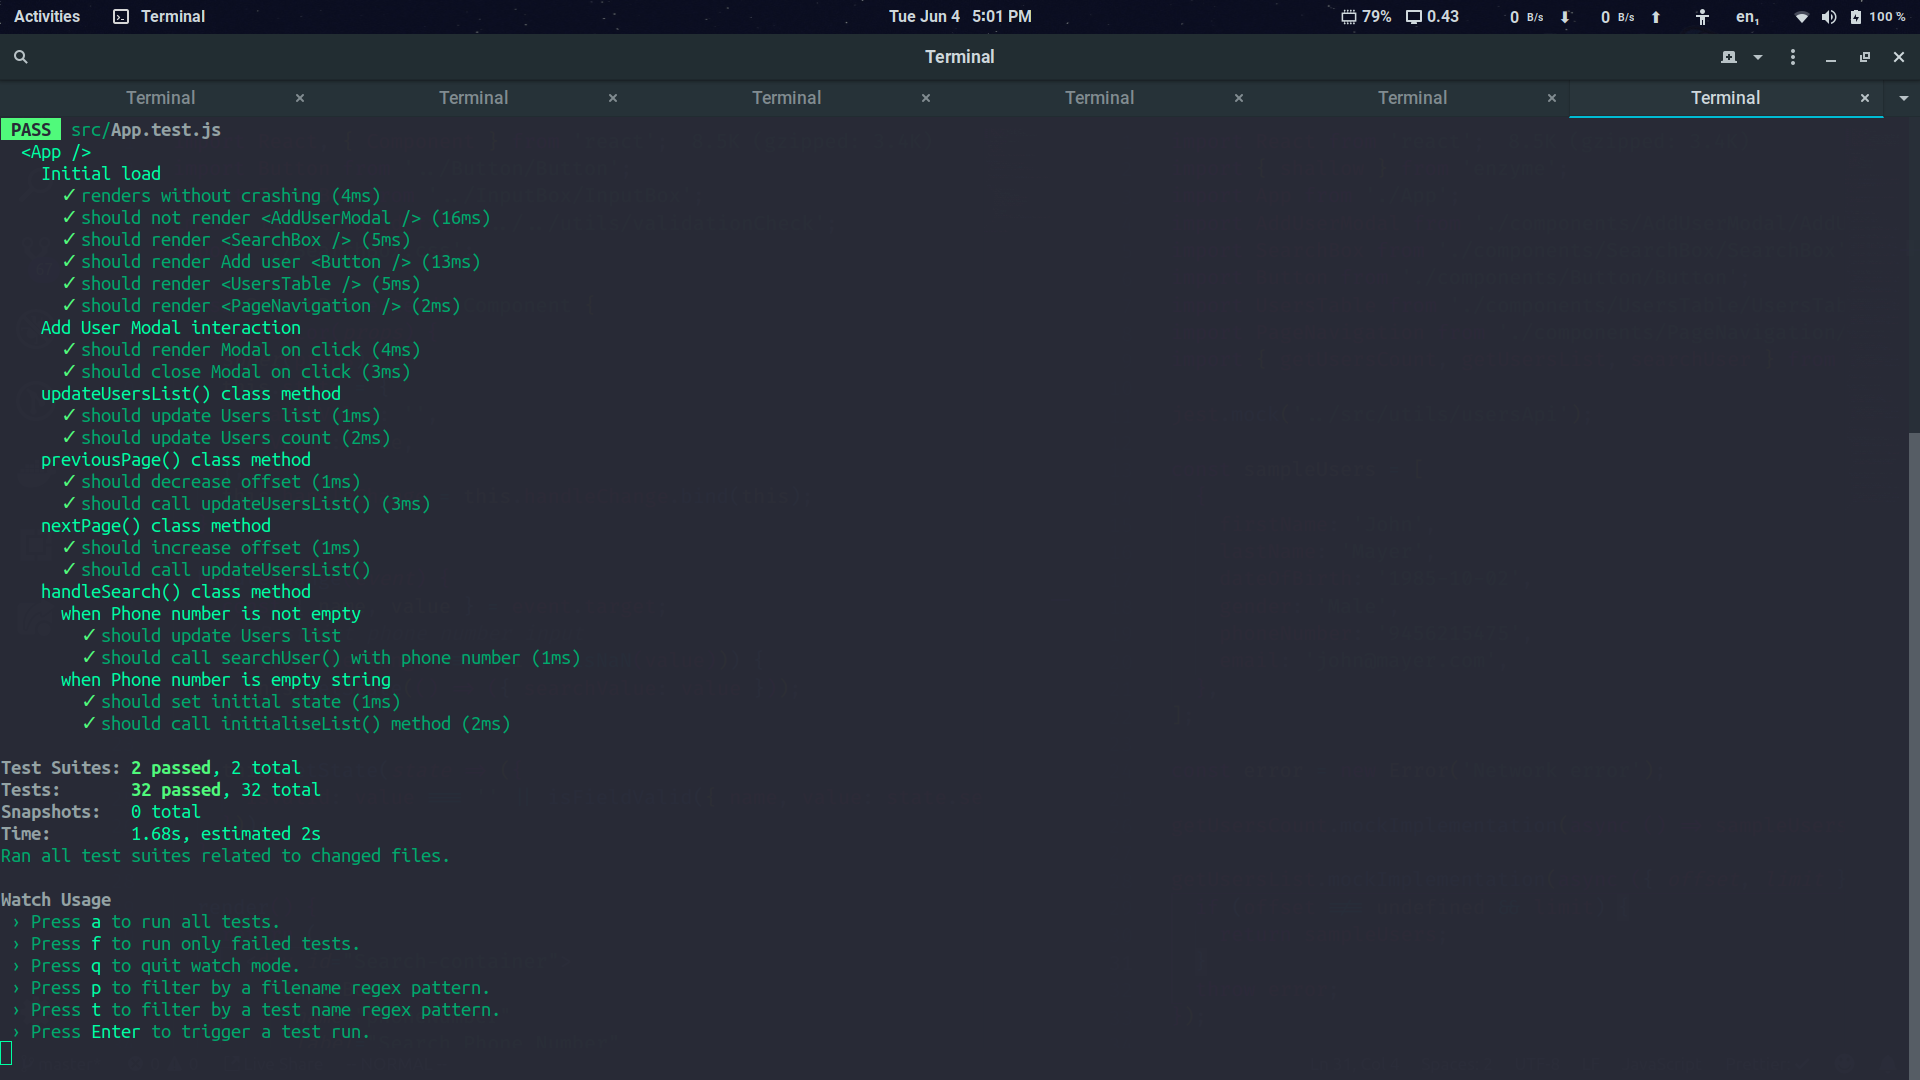 Activities Terminal Tue Jun 4 5:01 PM 79% 0.43 0 B/s 0 B/s en₁ 100 %
Terminal
Terminal Terminal Terminal Terminal Terminal Terminal
PASS src/App.test.js
<App />
Initial load
✓ renders without crashing (4ms)
✓ should not render <AddUserModal /> (16ms)
✓ should render <SearchBox /> (5ms)
✓ should render Add user <Button /> (13ms)
✓ should render <UsersTable /> (5ms)
✓ should render <PageNavigation /> (2ms)
Add User Modal interaction
✓ should render Modal on click (4ms)
✓ should close Modal on click (3ms)
updateUsersList() class method
✓ should update Users list (1ms)
✓ should update Users count (2ms)
previousPage() class method
✓ should decrease offset (1ms)
✓ should call updateUsersList() (3ms)
nextPage() class method
✓ should increase offset (1ms)
✓ should call updateUsersList()
handleSearch() class method
when Phone number is not empty
✓ should update Users list
✓ should call searchUser() with phone number (1ms)
when Phone number is empty string
✓ should set initial state (1ms)
✓ should call initialiseList() method (2ms)
Test Suites: 2 passed, 2 total
Tests: 32 passed, 32 total
Snapshots: 0 total
Time: 1.68s, estimated 2s
Ran all test suites related to changed files.
Watch Usage
› Press a to run all tests.
› Press f to run only failed tests.
› Press q to quit watch mode.
› Press p to filter by a filename regex pattern.
› Press t to filter by a test name regex pattern.
› Press Enter to trigger a test run.